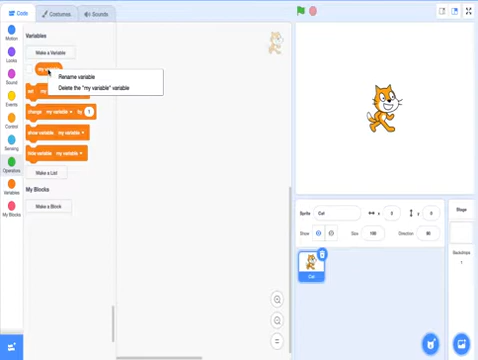 Code
Costumes
Sounds
Motion
Looks
Sound
Events
Control
Sensing
Operators
Variables
My Blocks
Variables
Make a Variable
Rename variable
Delete the "my variable" variable
set my
change my variable by 1
show variable my variable
hide variable my variable
Make a List
My Blocks
Make a Block
Sprite Cat
x
y
Show Size 100 Direction 90
Cat
Stage
Backdrops
1